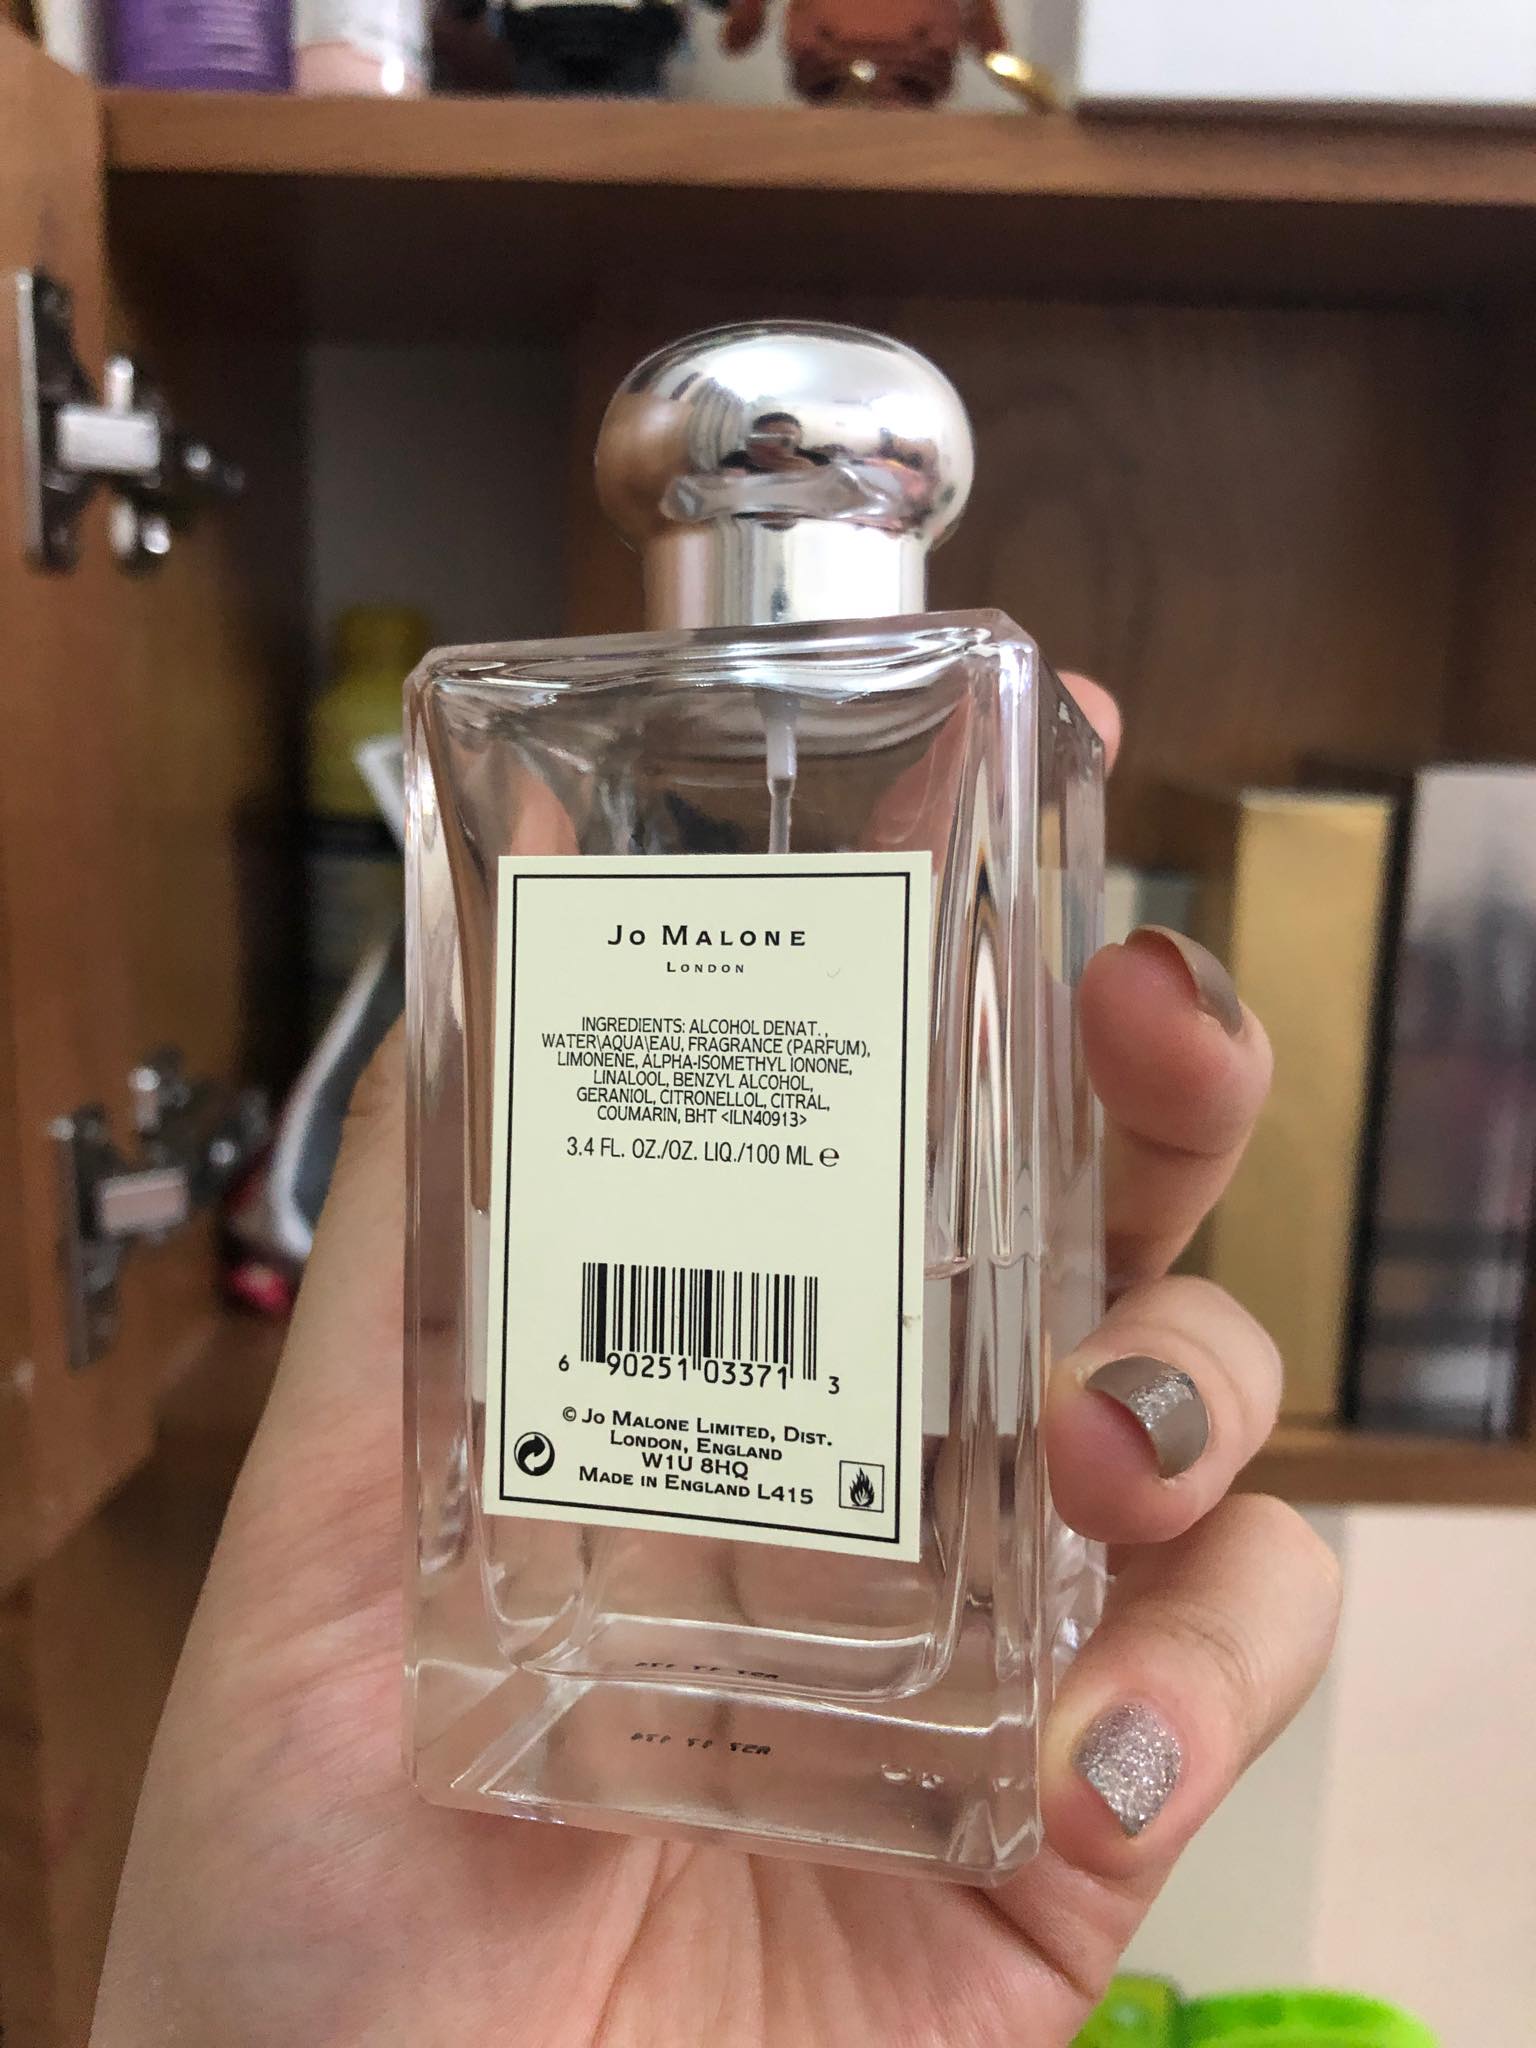 Jo Malone
London
INGREDIENTS: ALCOHOL DENAT. ,
WATER\AQUA\EAU, FRAGRANCE (PARFUM),
LIMONENE, ALPHA-ISOMETHYL IONONE,
LINALOOL, BENZYL ALCOHOL,
GERANIOL, CITRONELLOL, CITRAL,
COUMARIN, BHT <ILN40913>
3.4 FL. OZ./OZ. LIQ./100 ML ℮
6 90251 03371 3
© Jo Malone Limited, Dist.
London, England
W1U 8HQ
Made in England L415